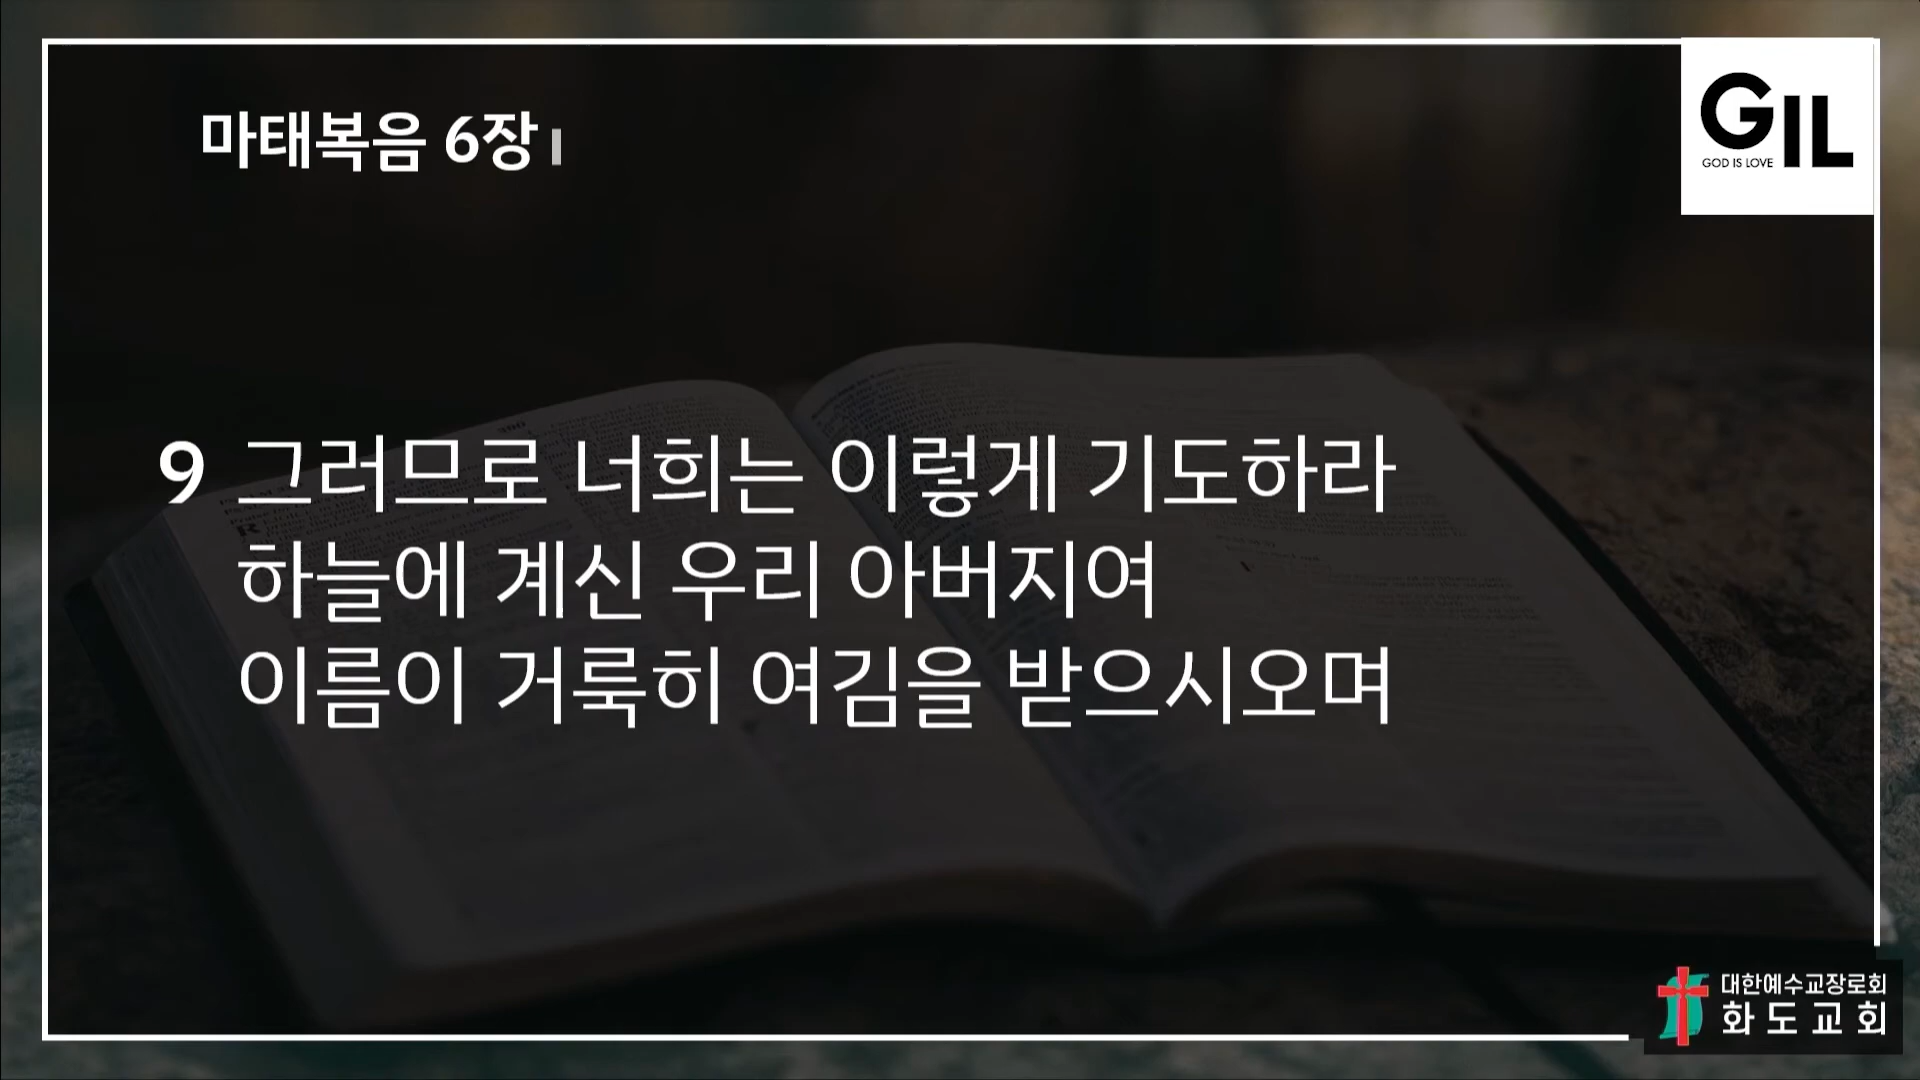 마태복음 6장
GIL
GOD IS LOVE
9 그러므로 너희는 이렇게 기도하라
하늘에 계신 우리 아버지여
이름이 거룩히 여김을 받으시오며
대한예수교장로회
화도교회